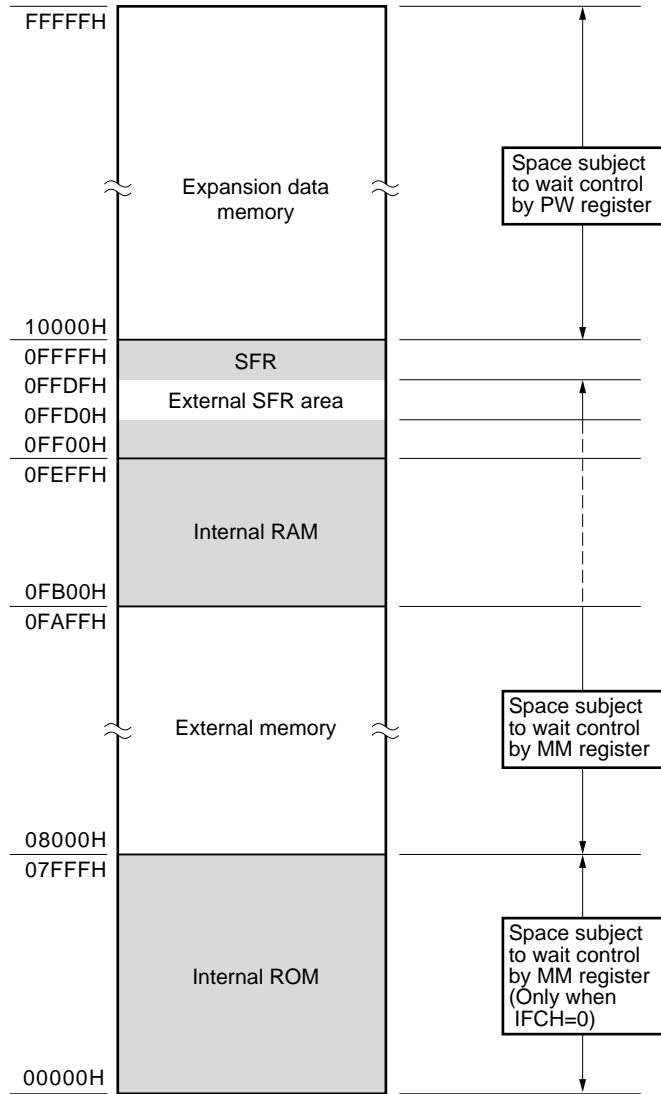 FFFFFH
Expansion data
memory
Space subject
to wait control
by PW register
10000H
0FFFFH
SFR
0FFDFH
External SFR area
0FFD0H
0FF00H
0FEFFH
Internal RAM
0FB00H
0FAFFH
External memory
Space subject
to wait control
by MM register
08000H
07FFFH
Internal ROM
Space subject
to wait control
by MM register
(Only when
IFCH=0)
00000H